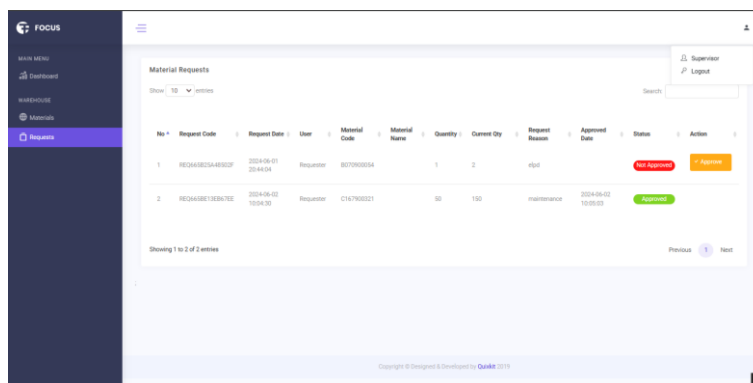 FOCUS
MAIN MENU
Dashboard
WAREHOUSE
Materials
Requests
Supervisor
Logout
Material Requests
Show 10 entries
Search:
No Request Code Request Date User Material Code Material Name Quantity Current Qty Request Reason Approved Date Status Action
1 2024-06-01 20:44:04 Requester B070900054 1 2 Not Approved Approve
2 2024-06-02 10:04:30 Requester C167900321 50 150 maintenance 2024-06-02 10:05:03 Approved
Showing 1 to 2 of 2 entries
Previous 1 Next
Copyright © Designed & Developed by Quixkit 2019